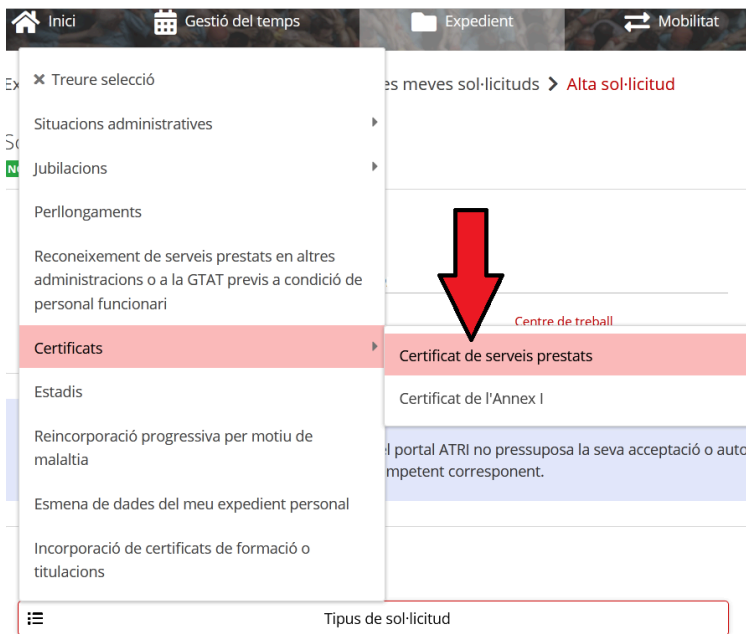 Inici
Gestió del temps
Expedient
Mobilitat
es meves sol·licituds > Alta sol·licitud
× Treure selecció
Situacions administratives
Jubilacions
Perllongaments
Reconeixement de serveis prestats en altres
administracions o a la GTAT previs a condició de
personal funcionari
Centre de treball
Certificats
Certificat de serveis prestats
Certificat de l'Annex I
Estadis
Reincorporació progressiva per motiu de
malaltia
l portal ATRI no pressuposa la seva acceptació o auto
mpetent corresponent.
Esmena de dades del meu expedient personal
Incorporació de certificats de formació o
titulacions
Tipus de sol·licitud